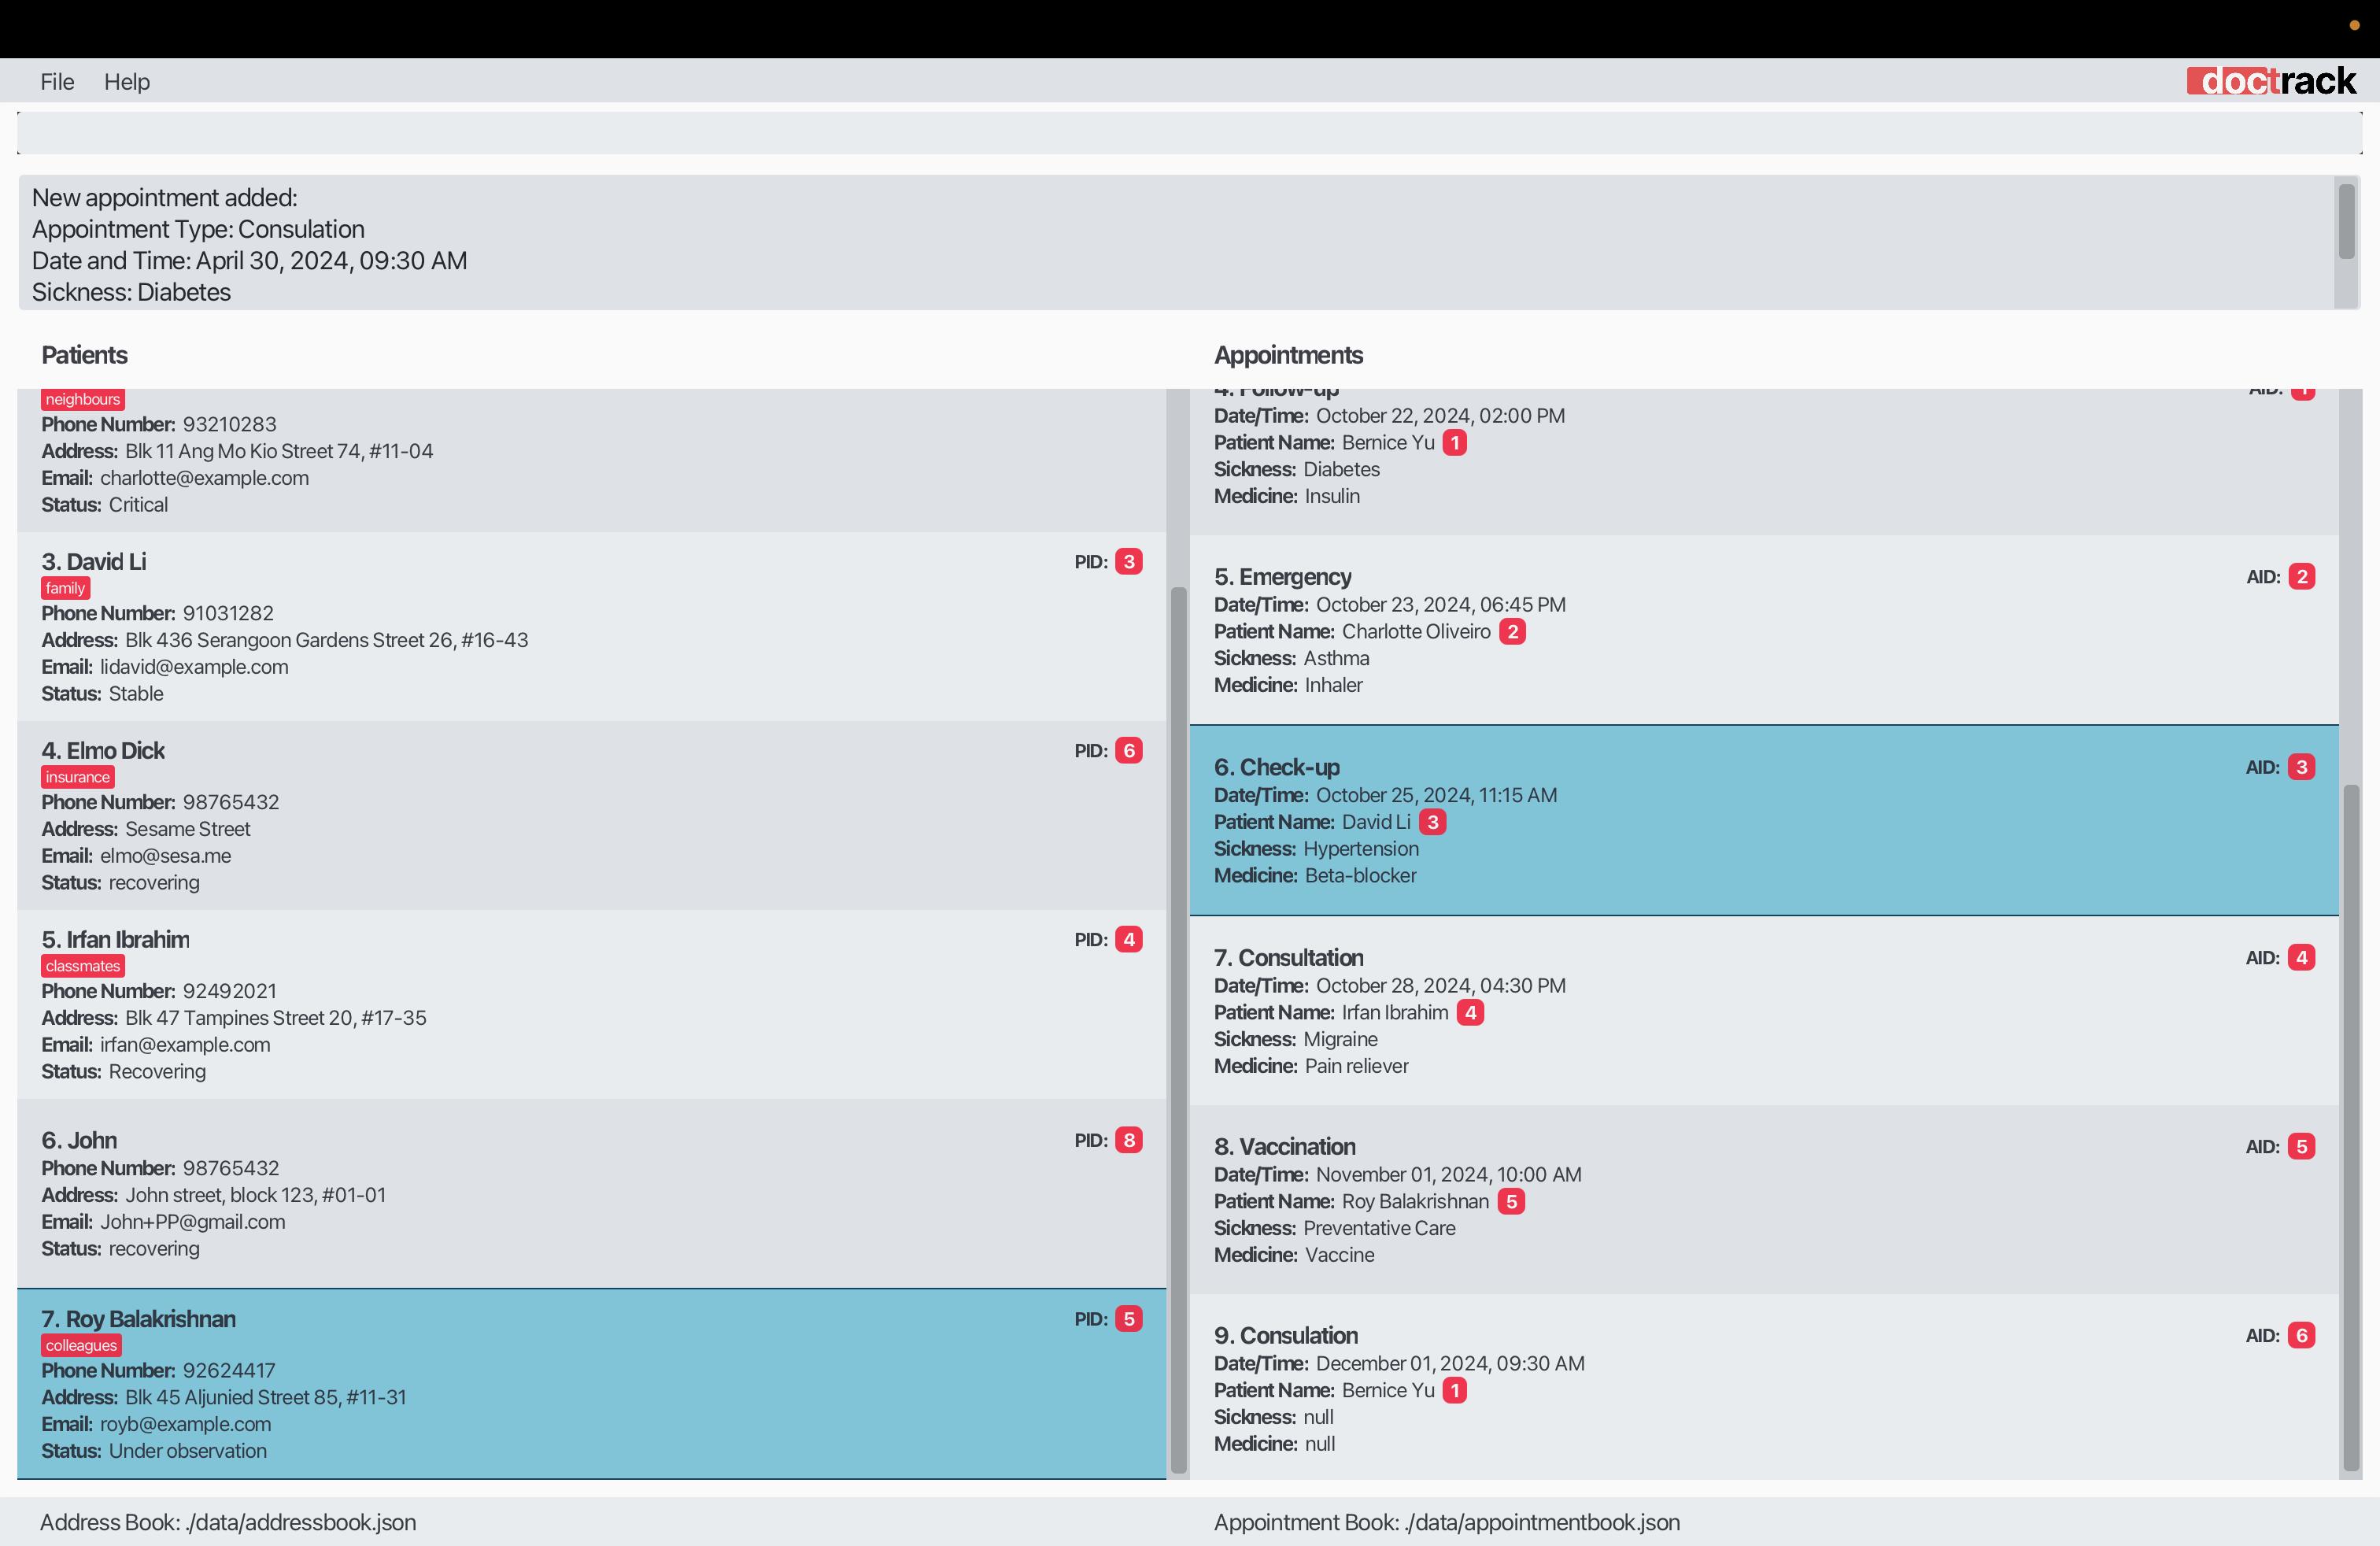 File Help
doctrack
New appointment added:
Appointment Type: Consulation
Date and Time: April 30, 2024, 09:30 AM
Sickness: Diabetes
Patients
neighbours
Phone Number: 93210283
Address: Blk 11 Ang Mo Kio Street 74, #11-04
Email: charlotte@example.com
Status: Critical
3. David Li
PID: 3
family
Phone Number: 91031282
Address: Blk 436 Serangoon Gardens Street 26, #16-43
Email: lidavid@example.com
Status: Stable
4. Elmo Dick
PID: 6
insurance
Phone Number: 98765432
Address: Sesame Street
Email: elmo@sesa.me
Status: recovering
5. Irfan Ibrahim
PID: 4
classmates
Phone Number: 92492021
Address: Blk 47 Tampines Street 20, #17-35
Email: irfan@example.com
Status: Recovering
6. John
PID: 8
Phone Number: 98765432
Address: John street, block 123, #01-01
Email: John+PP@gmail.com
Status: recovering
7. Roy Balakrishnan
PID: 5
colleagues
Phone Number: 92624417
Address: Blk 45 Aljunied Street 85, #11-31
Email: royb@example.com
Status: Under observation
Appointments
4. Follow-up
AID: 1
Date/Time: October 22, 2024, 02:00 PM
Patient Name: Bernice Yu 1
Sickness: Diabetes
Medicine: Insulin
5. Emergency
AID: 2
Date/Time: October 23, 2024, 06:45 PM
Patient Name: Charlotte Oliveiro 2
Sickness: Asthma
Medicine: Inhaler
6. Check-up
AID: 3
Date/Time: October 25, 2024, 11:15 AM
Patient Name: David Li 3
Sickness: Hypertension
Medicine: Beta-blocker
7. Consultation
AID: 4
Date/Time: October 28, 2024, 04:30 PM
Patient Name: Irfan Ibrahim 4
Sickness: Migraine
Medicine: Pain reliever
8. Vaccination
AID: 5
Date/Time: November 01, 2024, 10:00 AM
Patient Name: Roy Balakrishnan 5
Sickness: Preventative Care
Medicine: Vaccine
9. Consulation
AID: 6
Date/Time: December 01, 2024, 09:30 AM
Patient Name: Bernice Yu 1
Sickness: null
Medicine: null
Address Book: ./data/addressbook.json
Appointment Book: ./data/appointmentbook.json